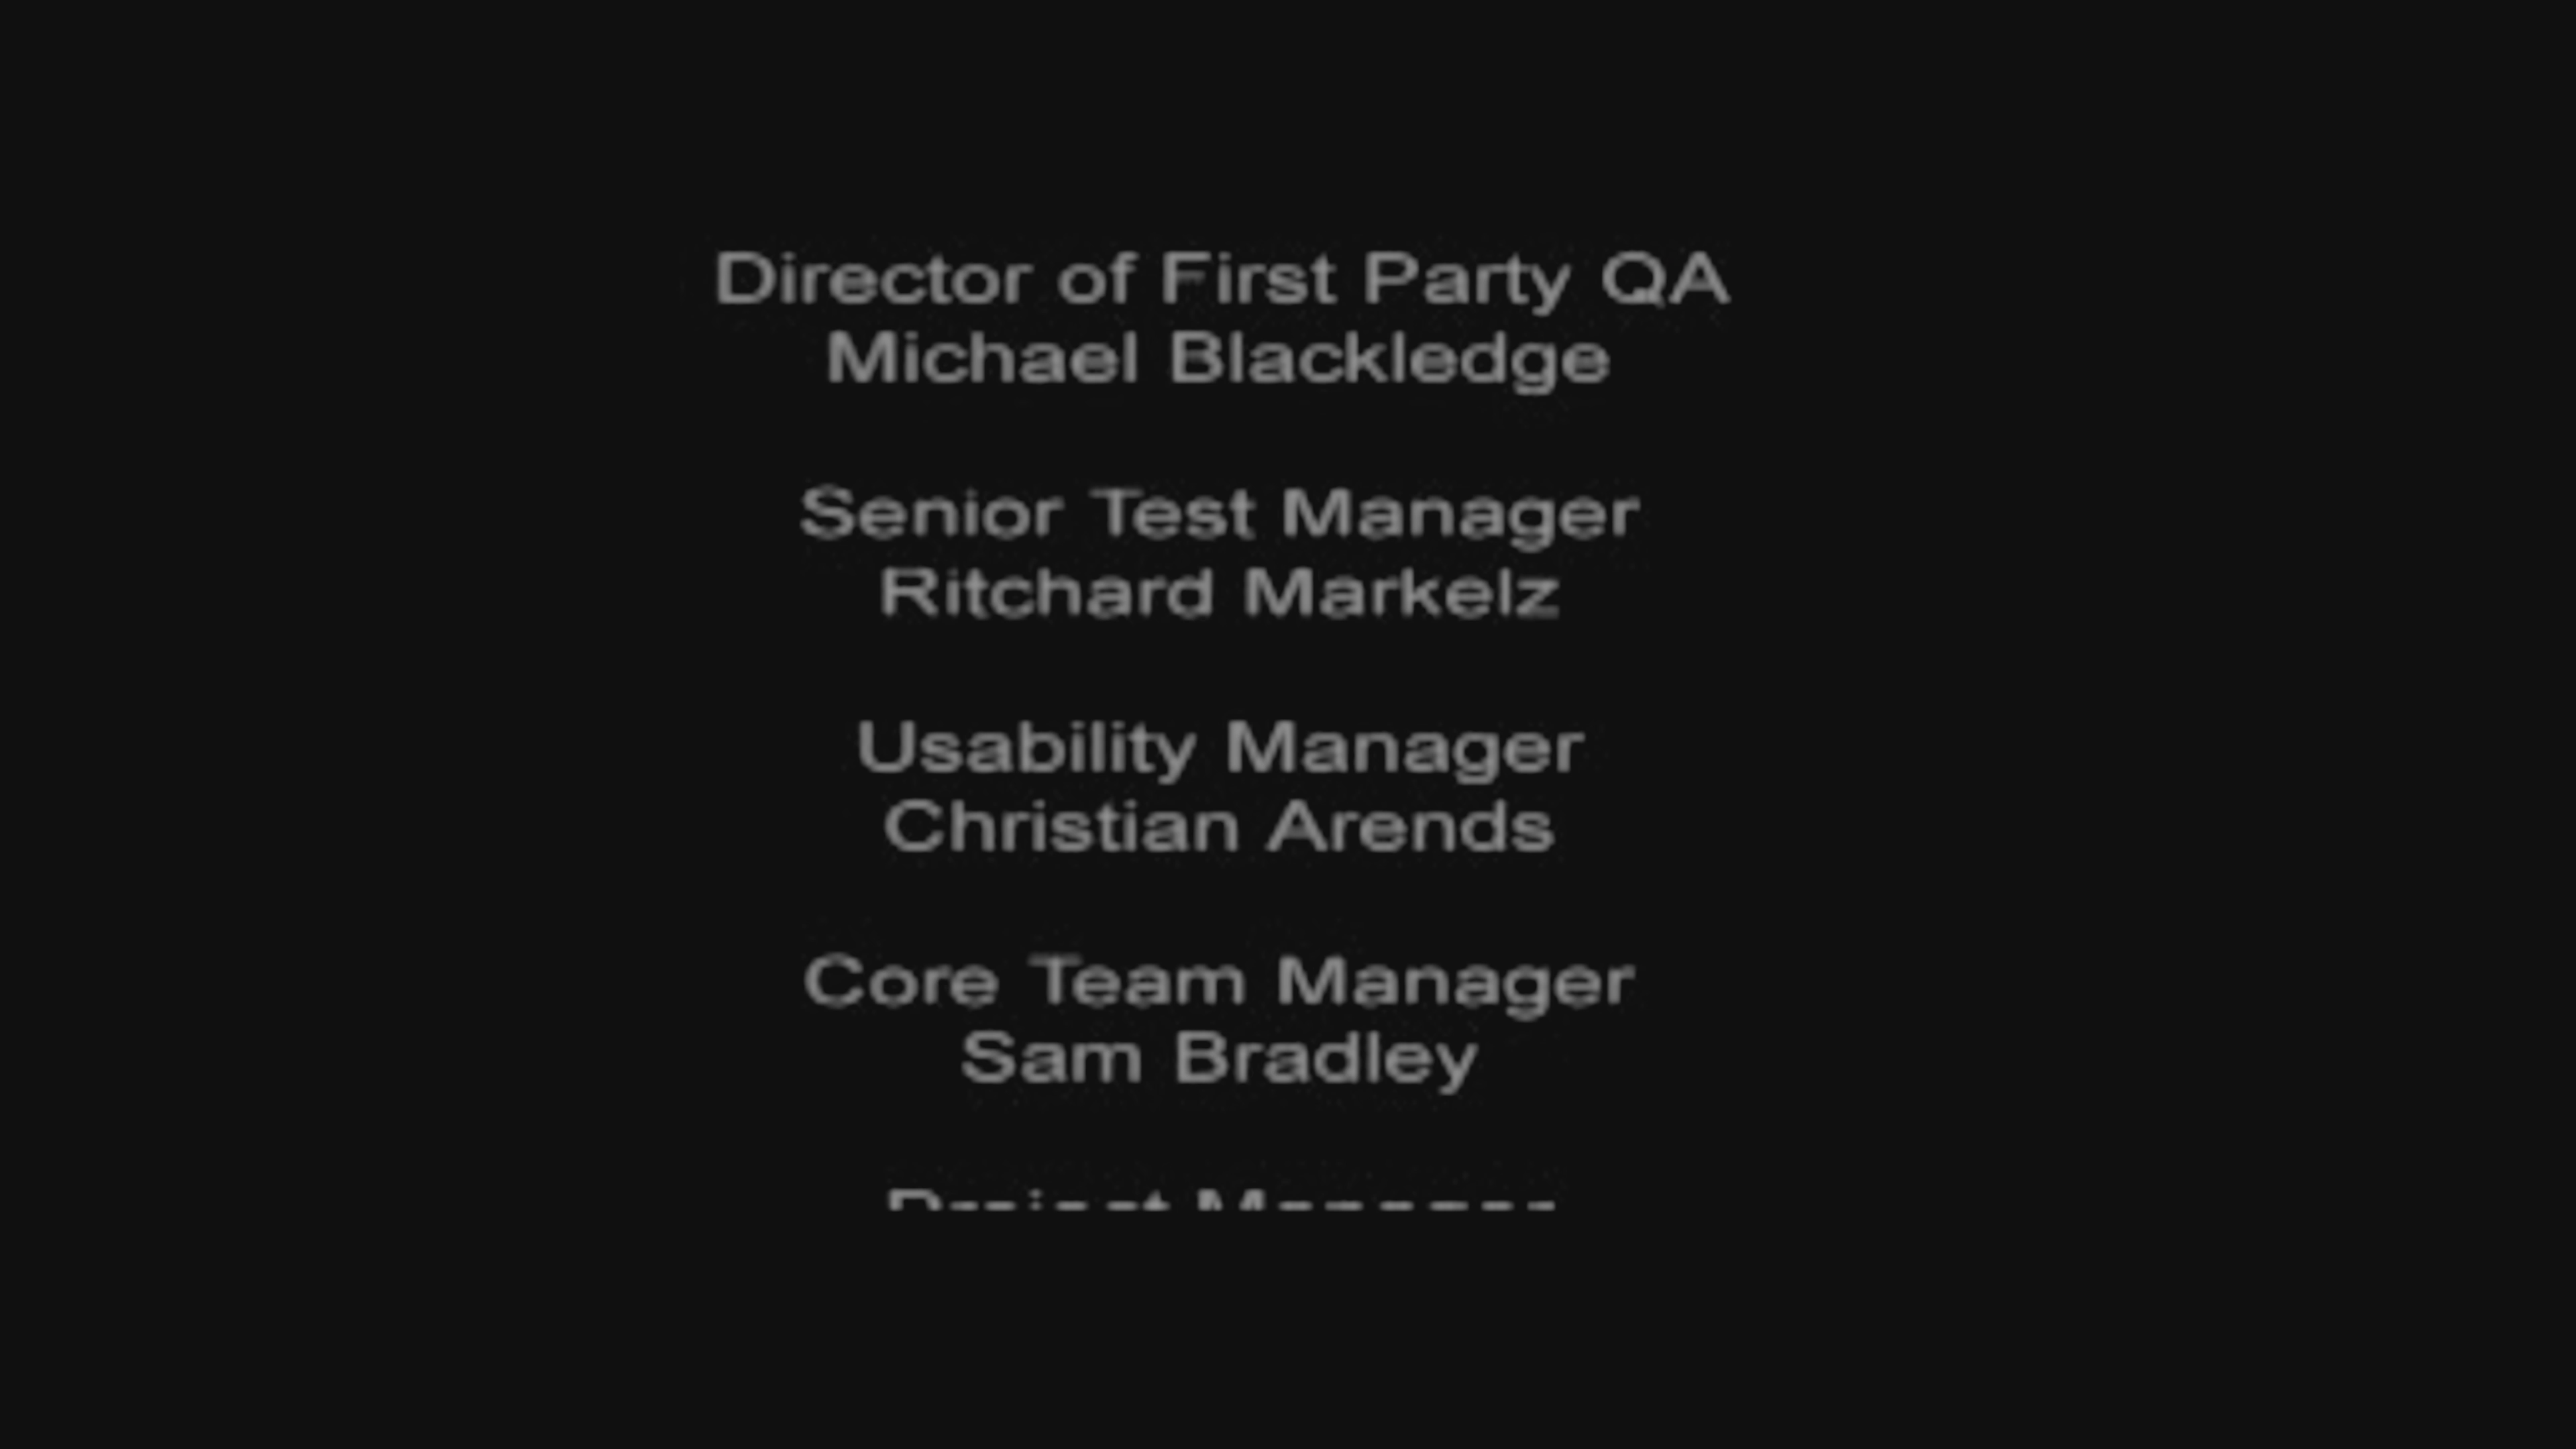 Director of First Party QA
Michael Blackledge
Senior Test Manager
Ritchard Markelz
Usability Manager
Christian Arends
Core Team Manager
Sam Bradley